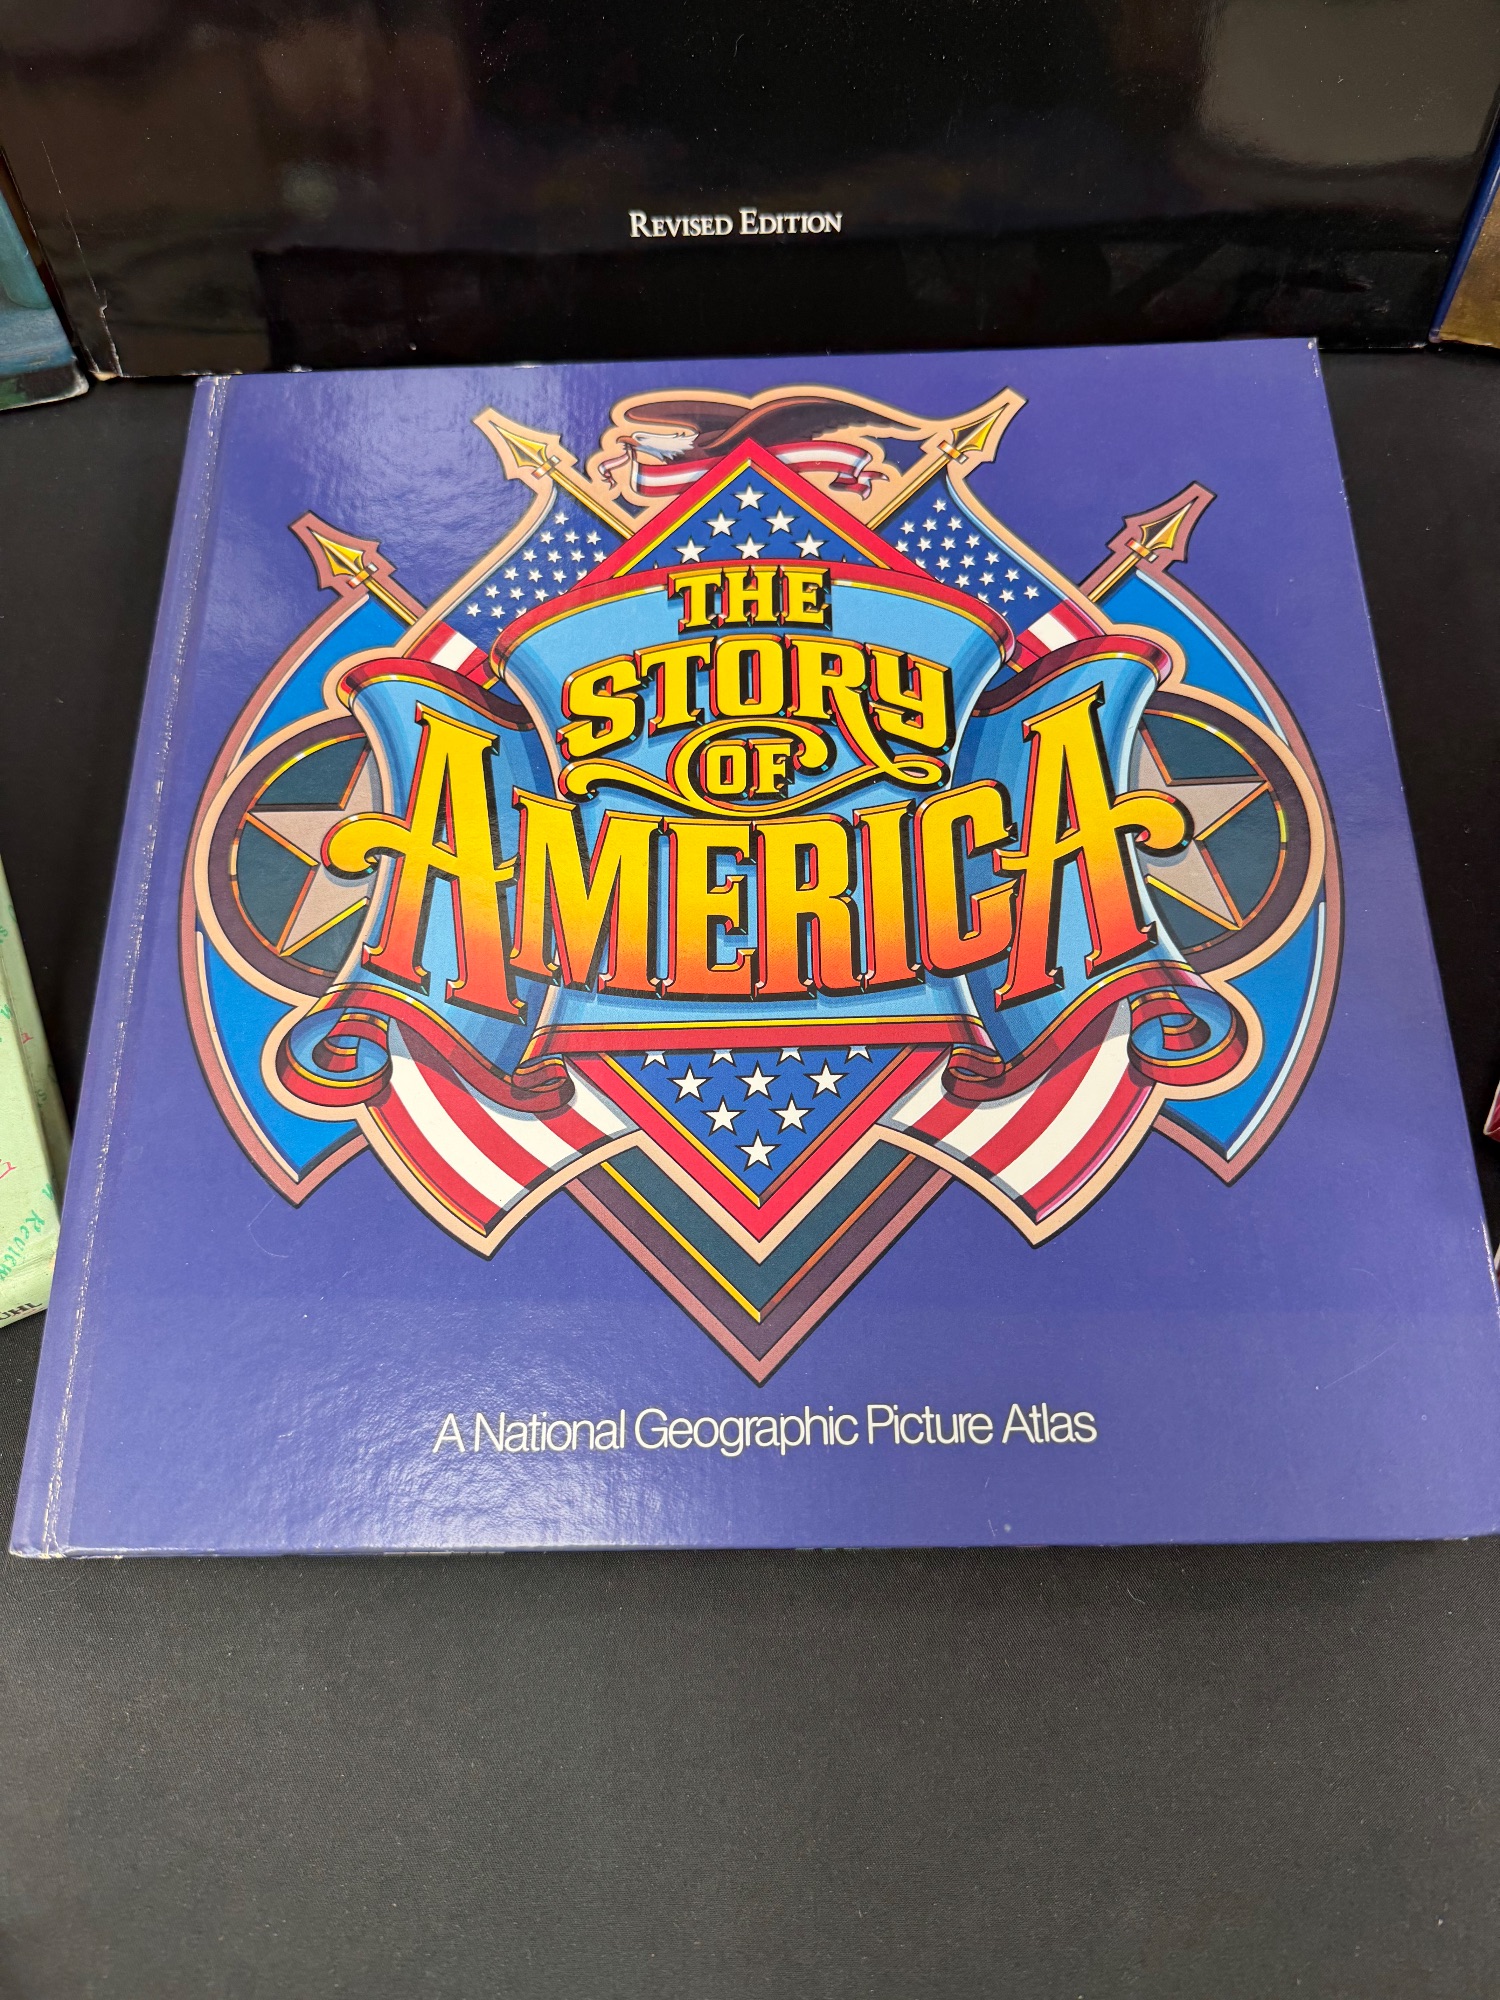 REVISED EDITION
THE
STORY
OF
AMERICA
A National Geographic Picture Atlas